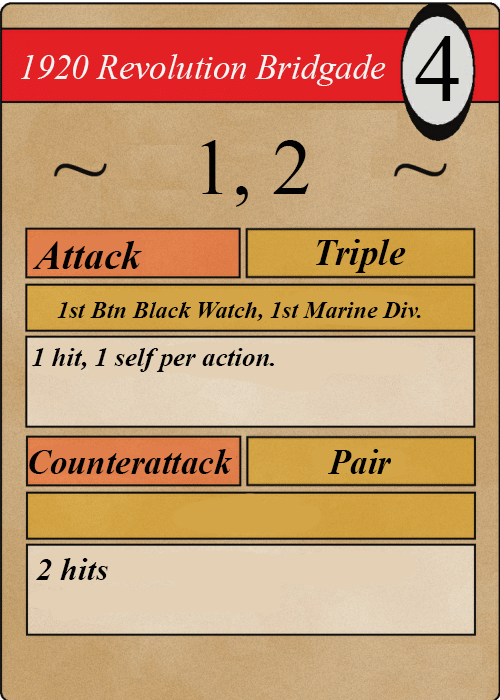 1920 Revolution Bridgade
4
~ 1, 2 ~
Attack
Triple
1st Btn Black Watch, 1st Marine Div.
1 hit, 1 self per action.
Counterattack
Pair
2 hits